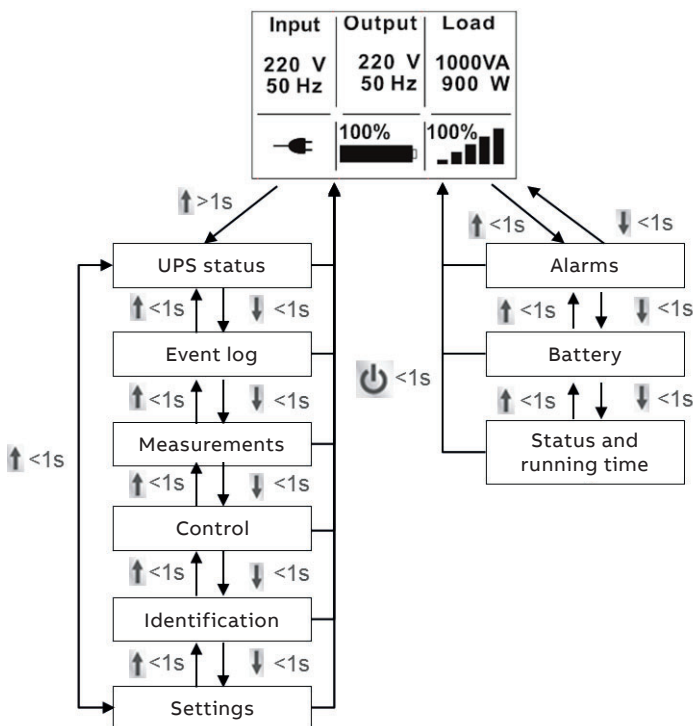 Input Output Load
220 V 220 V 1000VA
50 Hz 50 Hz 900 W
100% 100%
>1s
<1s <1s
UPS status Alarms
<1s <1s <1s <1s
Event log Battery
<1s
<1s <1s <1s <1s
Measurements Status and
running time
<1s
<1s <1s
Control
<1s <1s
Identification
<1s <1s
Settings